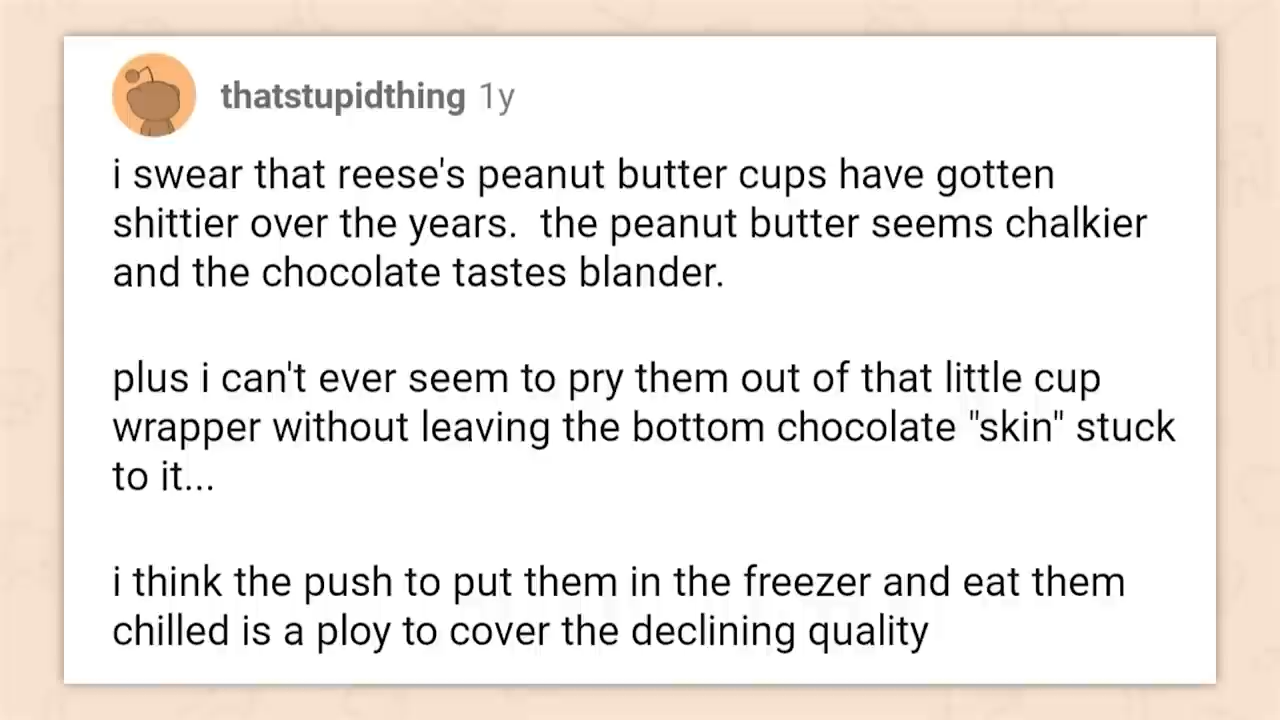 thatstupidthing 1y
i swear that reese's peanut butter cups have gotten
shittier over the years.  the peanut butter seems chalkier
and the chocolate tastes blander.
plus i can't ever seem to pry them out of that little cup
wrapper without leaving the bottom chocolate "skin" stuck
to it...
i think the push to put them in the freezer and eat them
chilled is a ploy to cover the declining quality